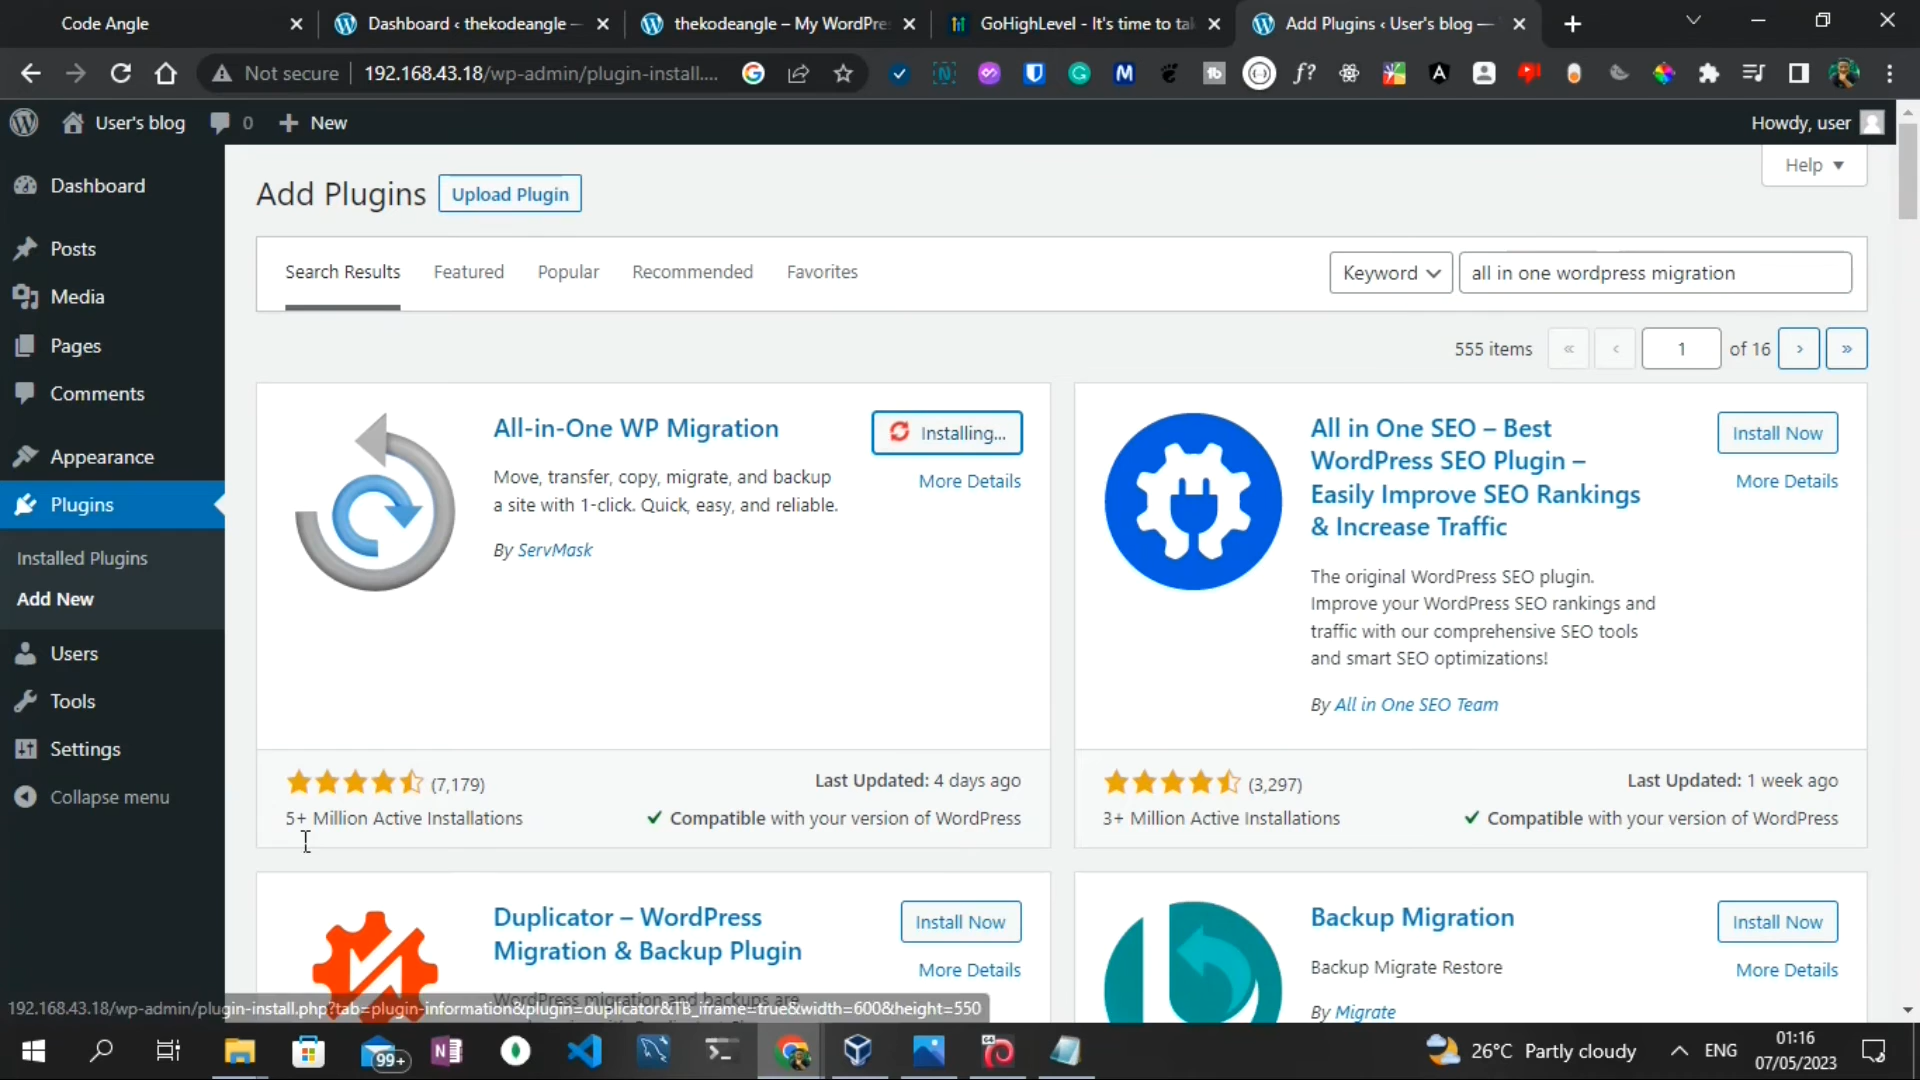 Code Angle
Dashboard ‹ thekodeangle —
thekodeangle – My WordPre
GoHighLevel - It's time to tak
Add Plugins ‹ User's blog —
Not secure
192.168.43.18/wp-admin/plugin-install....
User's blog
0
New
Howdy, user
Dashboard
Posts
Media
Pages
Comments
Appearance
Plugins
Installed Plugins
Add New
Users
Tools
Settings
Collapse menu
Add Plugins
Upload Plugin
Help
Search Results
Featured
Popular
Recommended
Favorites
Keyword
all in one wordpress migration
555 items
«
‹
1
of 16
›
»
All-in-One WP Migration
Installing...
More Details
Move, transfer, copy, migrate, and backup
a site with 1-click. Quick, easy, and reliable.
By ServMask
(7,179)
Last Updated: 4 days ago
5+ Million Active Installations
Compatible with your version of WordPress
All in One SEO – Best
WordPress SEO Plugin –
Easily Improve SEO Rankings
& Increase Traffic
Install Now
More Details
The original WordPress SEO plugin.
Improve your WordPress SEO rankings and
traffic with our comprehensive SEO tools
and smart SEO optimizations!
By All in One SEO Team
(3,297)
Last Updated: 1 week ago
3+ Million Active Installations
Compatible with your version of WordPress
Duplicator – WordPress
Migration & Backup Plugin
Install Now
More Details
WordPress migration and backups are
Backup Migration
Install Now
More Details
Backup Migrate Restore
By Migrate
192.168.43.18/wp-admin/plugin-install.php?tab=plugin-information&plugin=duplicator&TB_iframe=true&width=600&height=550
99+
26°C Partly cloudy
ENG
01:16
07/05/2023